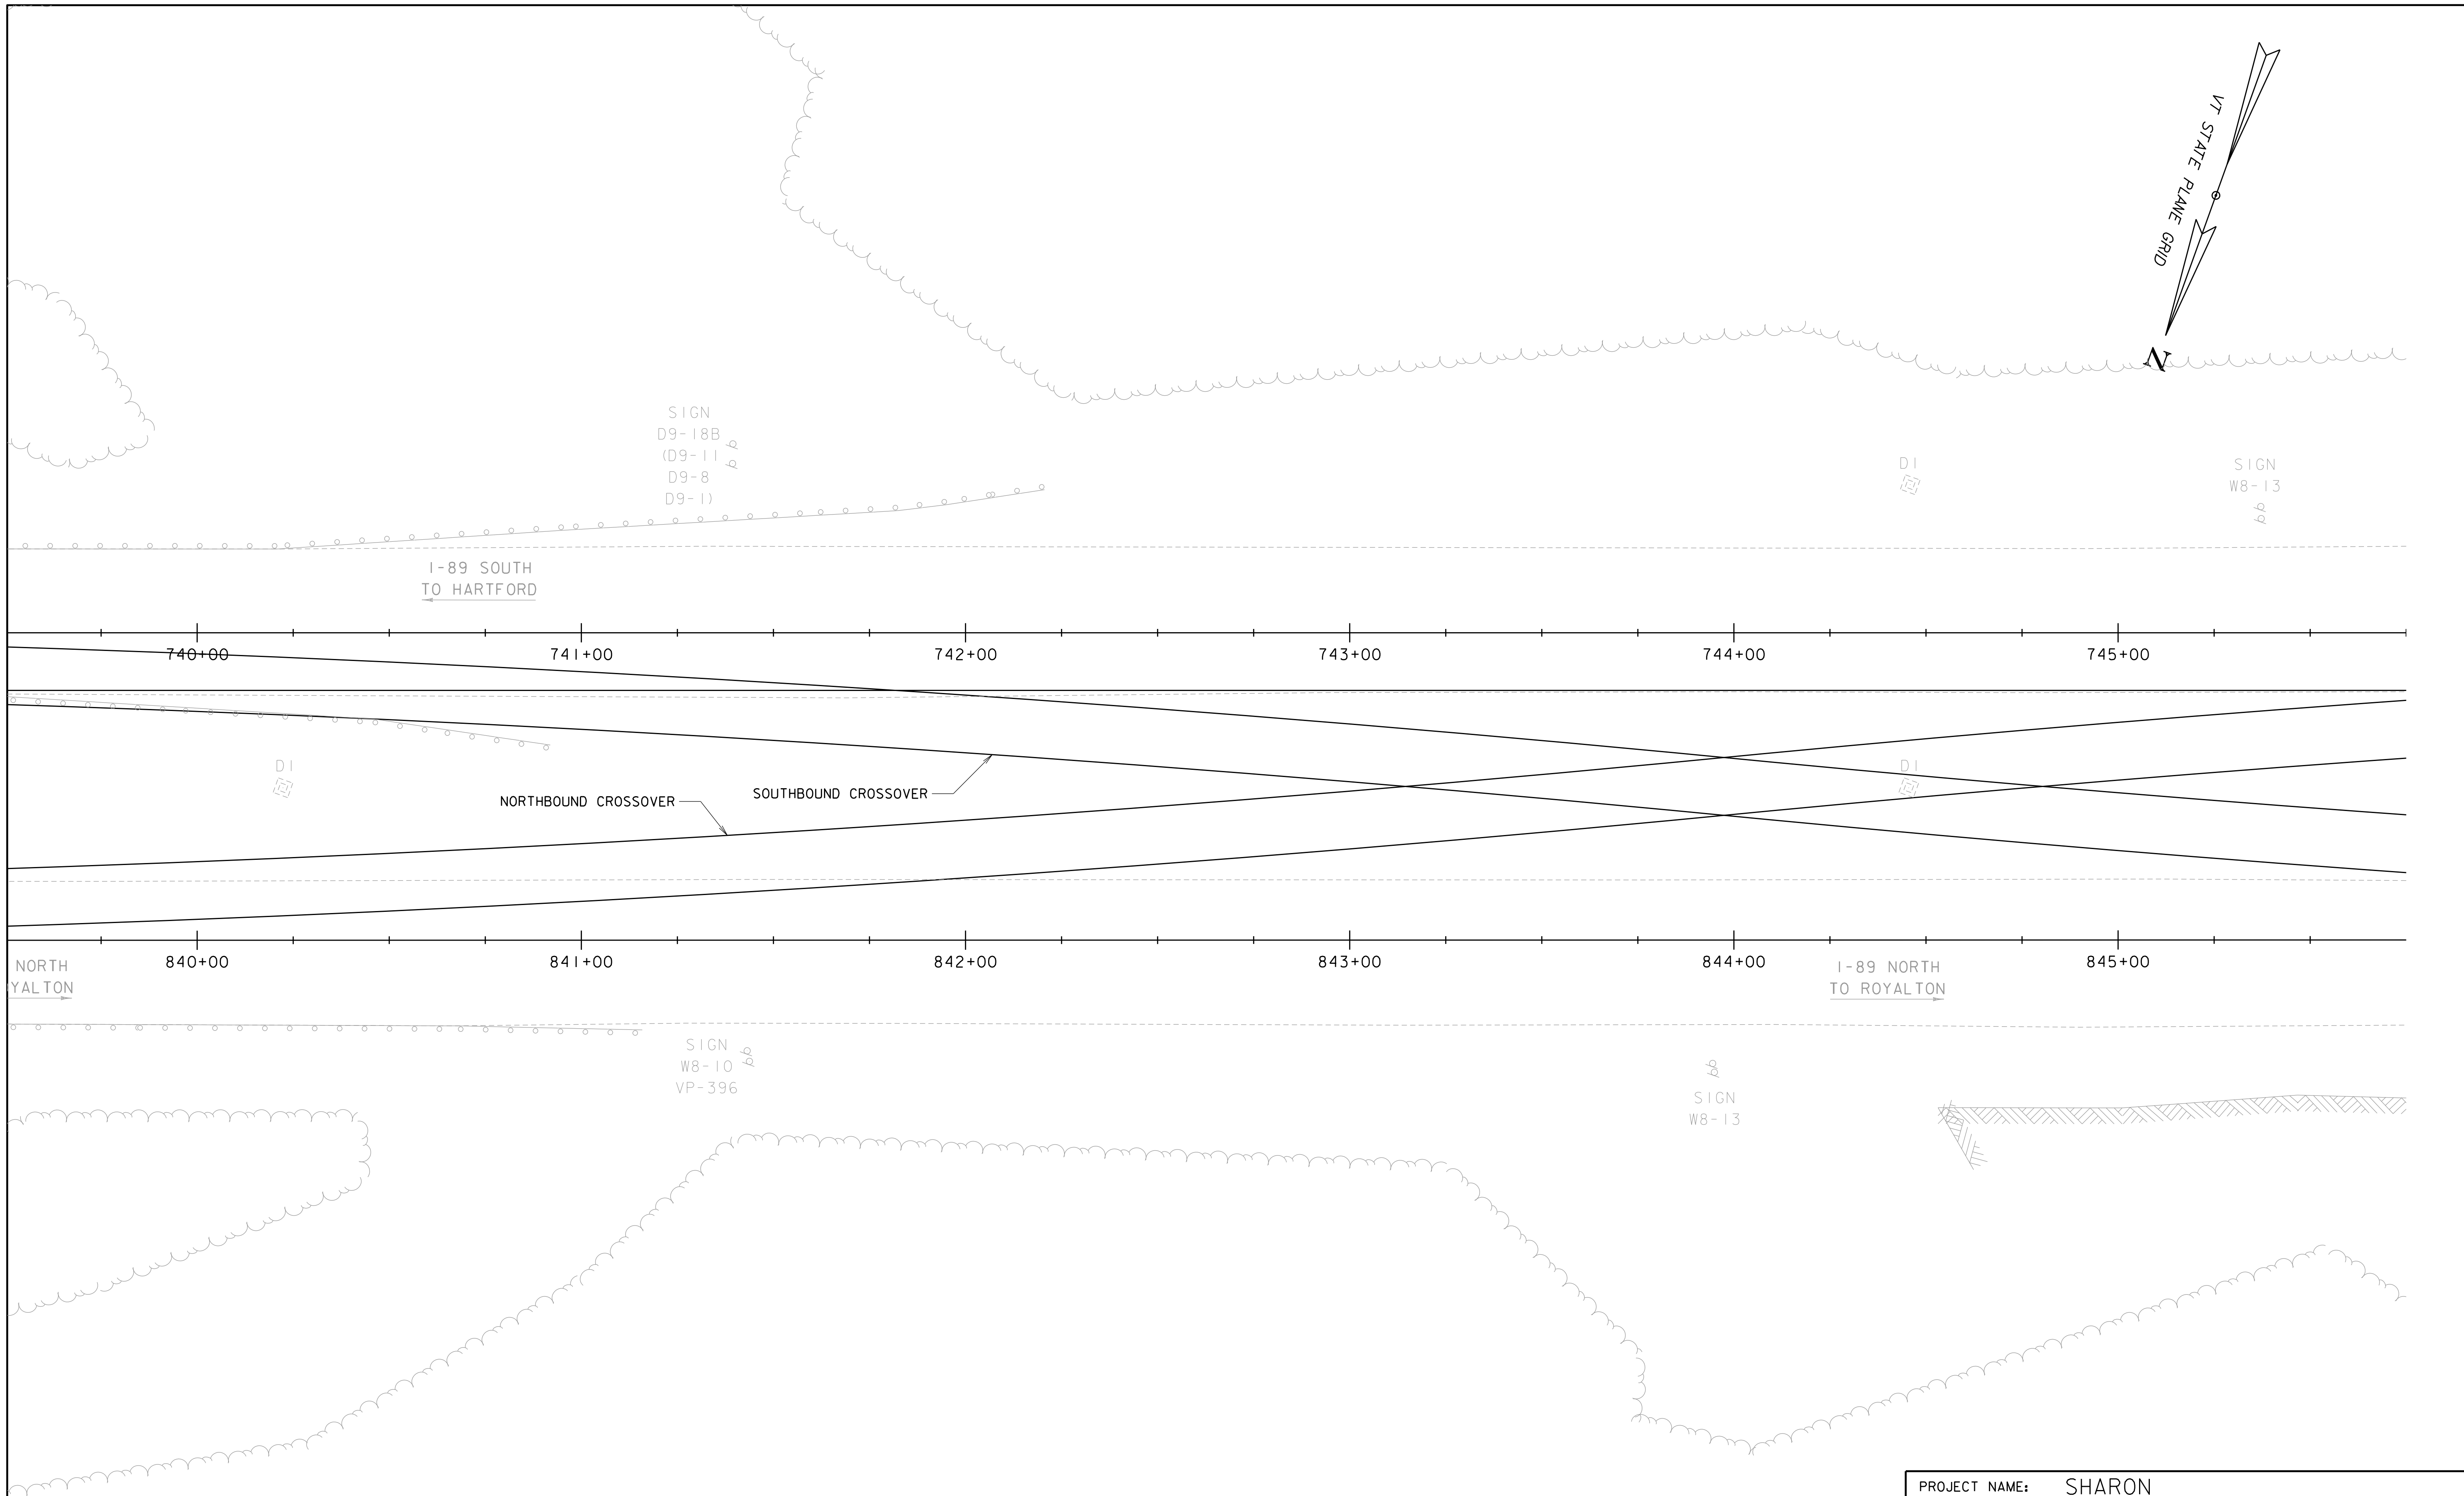 VT STATE PLANE GRID
N
SIGN
D9-18B
(D9-11
D9-8
D9-1)
DI
SIGN
W8-13
I-89 SOUTH
TO HARTFORD
740+00
741+00
742+00
743+00
744+00
745+00
DI
NORTHBOUND CROSSOVER
SOUTHBOUND CROSSOVER
DI
840+00
841+00
842+00
843+00
844+00
845+00
NORTH
YALTON
I-89 NORTH
TO ROYALTON
SIGN
W8-10
VP-396
SIGN
W8-13
PROJECT NAME: SHARON